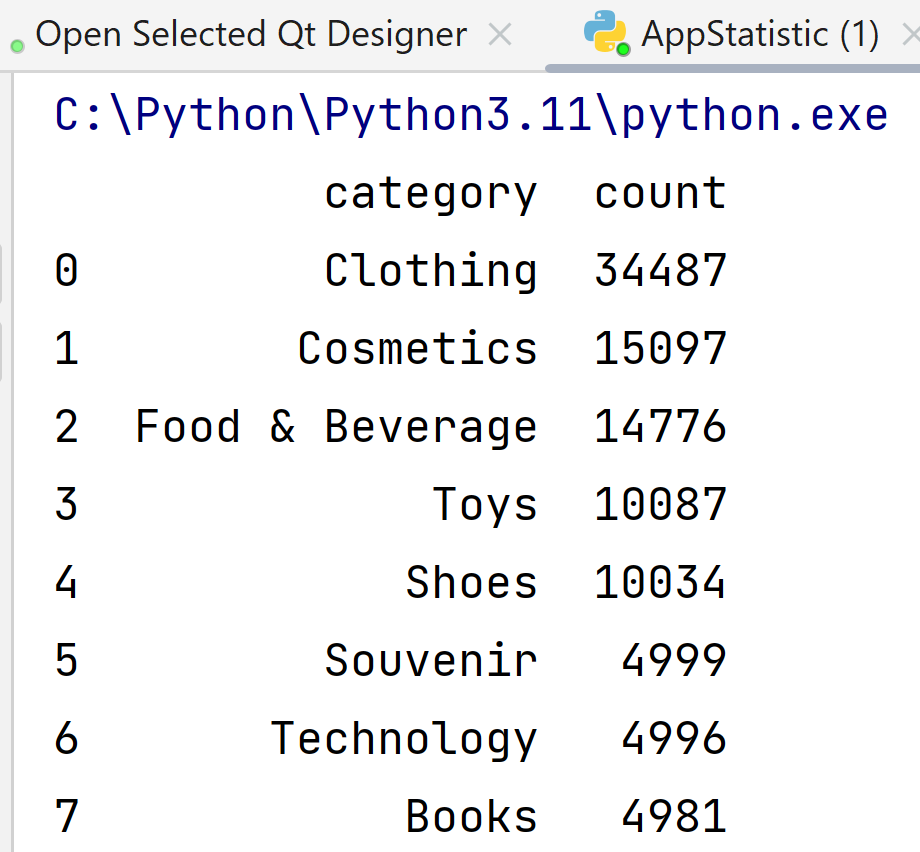 Open Selected Qt Designer AppStatistic (1)
C:\Python\Python3.11\python.exe
category count
0 Clothing 34487
1 Cosmetics 15097
2 Food & Beverage 14776
3 Toys 10087
4 Shoes 10034
5 Souvenir 4999
6 Technology 4996
7 Books 4981